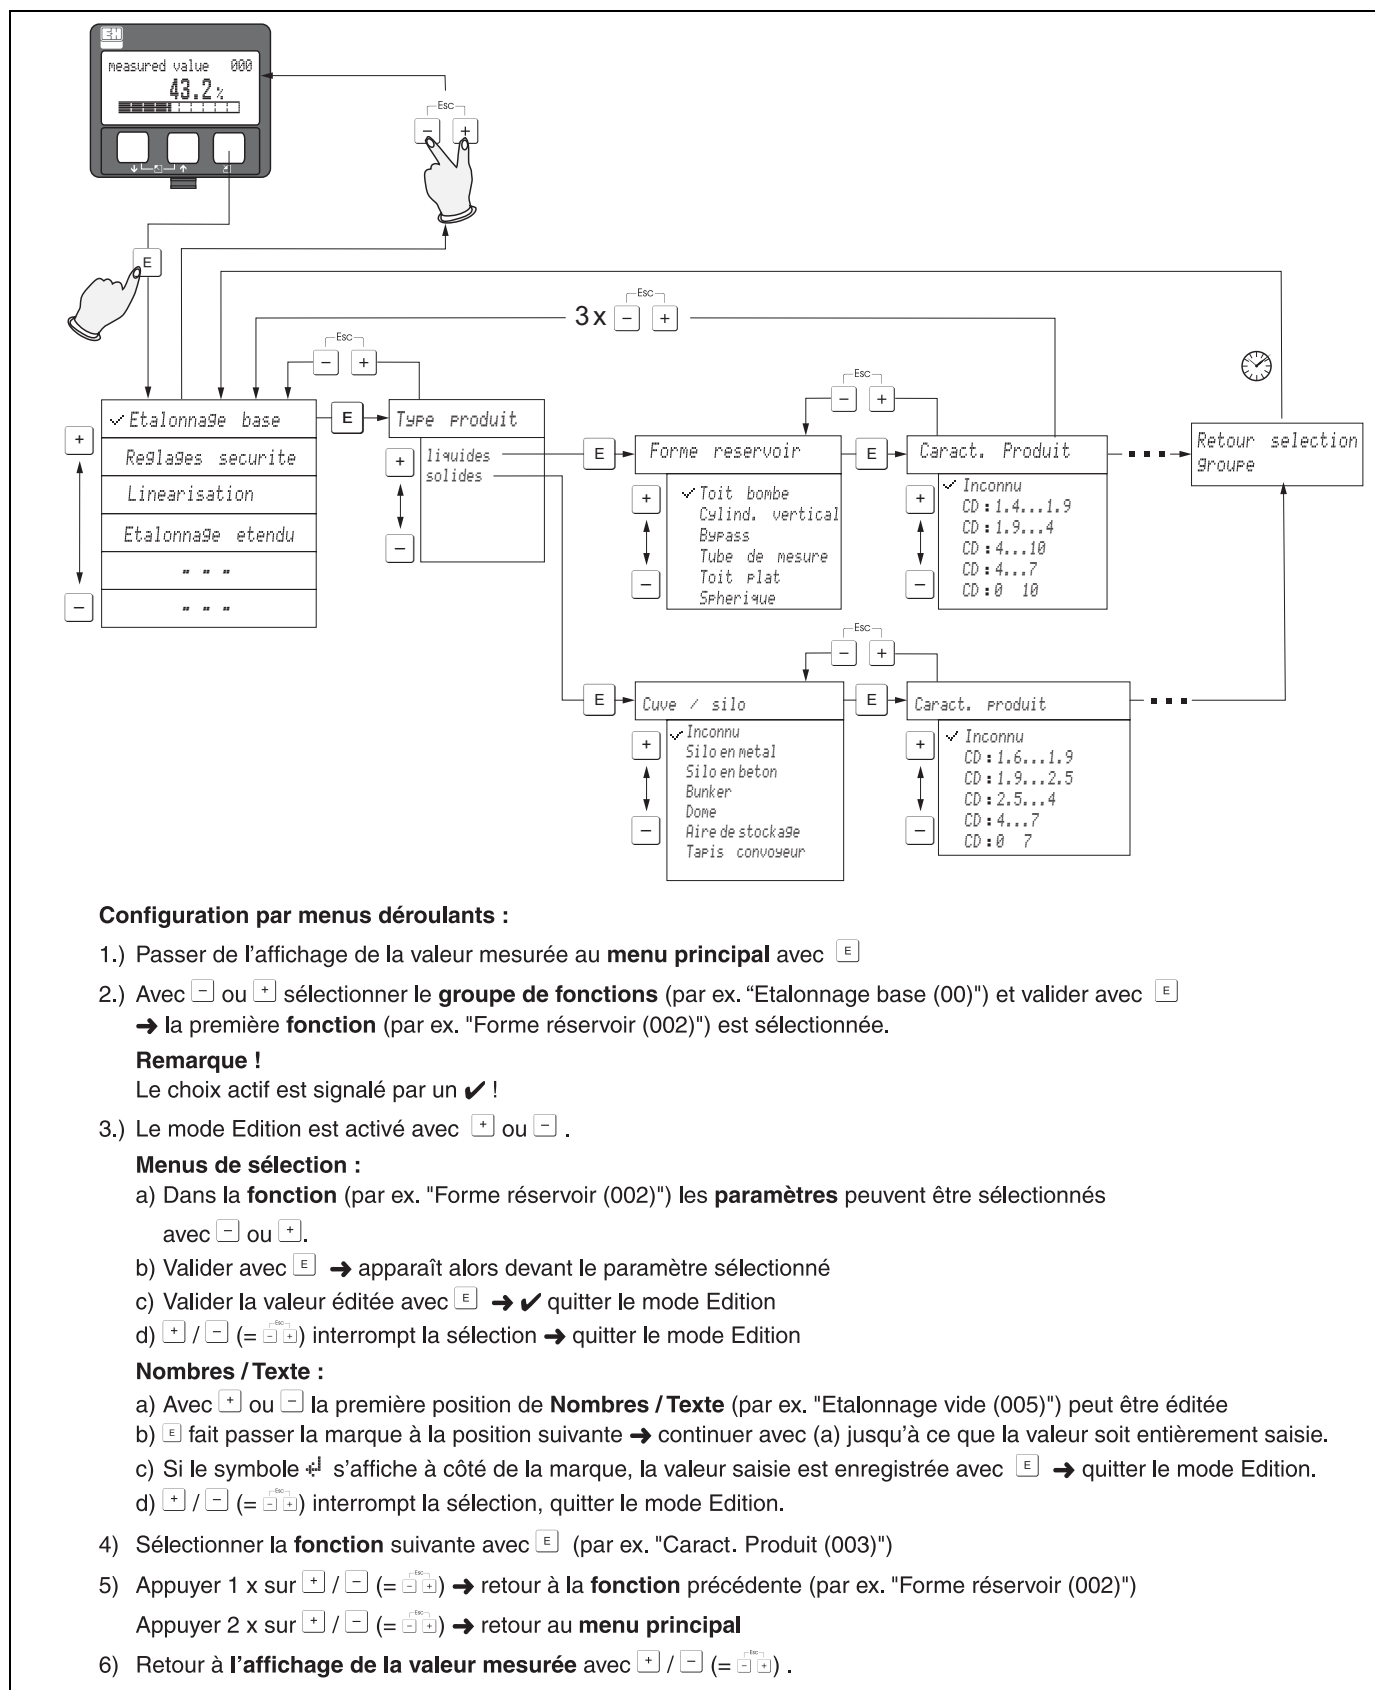 EH
measured value 000
43.2%
Esc
– +
E
Esc
3x – +
Esc
– +
Esc
– +
+
–
✓ Etalonnage base
Reglages securite
Linearisation
Etalonnage etendu
" " "
" " "
E
Type produit
liquides
solides
+
–
E
Forme reservoir
✓ Toit bombe
Cylind. vertical
Bypass
Tube de mesure
Toit plat
Spherique
+
–
E
Caract. Produit
✓ Inconnu
CD:1.4...1.9
CD:1.9...4
CD:4...10
CD:4...7
CD:0 10
+
–
Retour selection
groupe
Esc
– +
E
Cuve / silo
✓ Inconnu
Silo en metal
Silo en beton
Bunker
Dome
Aire de stockage
Tapis convoyeur
+
–
E
Caract. produit
✓ Inconnu
CD:1.6...1.9
CD:1.9...2.5
CD:2.5...4
CD:4...7
CD:0 7
+
–
Configuration par menus déroulants :
1.) Passer de l'affichage de la valeur mesurée au menu principal avec E
2.) Avec – ou + sélectionner le groupe de fonctions (par ex. “Etalonnage base (00)") et valider avec E
➜ la première fonction (par ex. "Forme réservoir (002)") est sélectionnée.
Remarque !
Le choix actif est signalé par un ✔ !
3.) Le mode Edition est activé avec + ou – .
Menus de sélection :
a) Dans la fonction (par ex. "Forme réservoir (002)") les paramètres peuvent être sélectionnés
avec – ou +.
b) Valider avec E ➜ apparaît alors devant le paramètre sélectionné
c) Valider la valeur éditée avec E ➜ ✔ quitter le mode Edition
d) + / – (= Esc – +) interrompt la sélection ➜ quitter le mode Edition
Nombres / Texte :
a) Avec + ou – la première position de Nombres / Texte (par ex. "Etalonnage vide (005)") peut être éditée
b) E fait passer la marque à la position suivante ➜ continuer avec (a) jusqu'à ce que la valeur soit entièrement saisie.
c) Si le symbole ↵ s'affiche à côté de la marque, la valeur saisie est enregistrée avec E ➜ quitter le mode Edition.
d) + / – (= Esc – +) interrompt la sélection, quitter le mode Edition.
4) Sélectionner la fonction suivante avec E (par ex. "Caract. Produit (003)")
5) Appuyer 1 x sur + / – (= Esc – +) ➜ retour à la fonction précédente (par ex. "Forme réservoir (002)")
Appuyer 2 x sur + / – (= Esc – +) ➜ retour au menu principal
6) Retour à l'affichage de la valeur mesurée avec + / – (= Esc – +) .